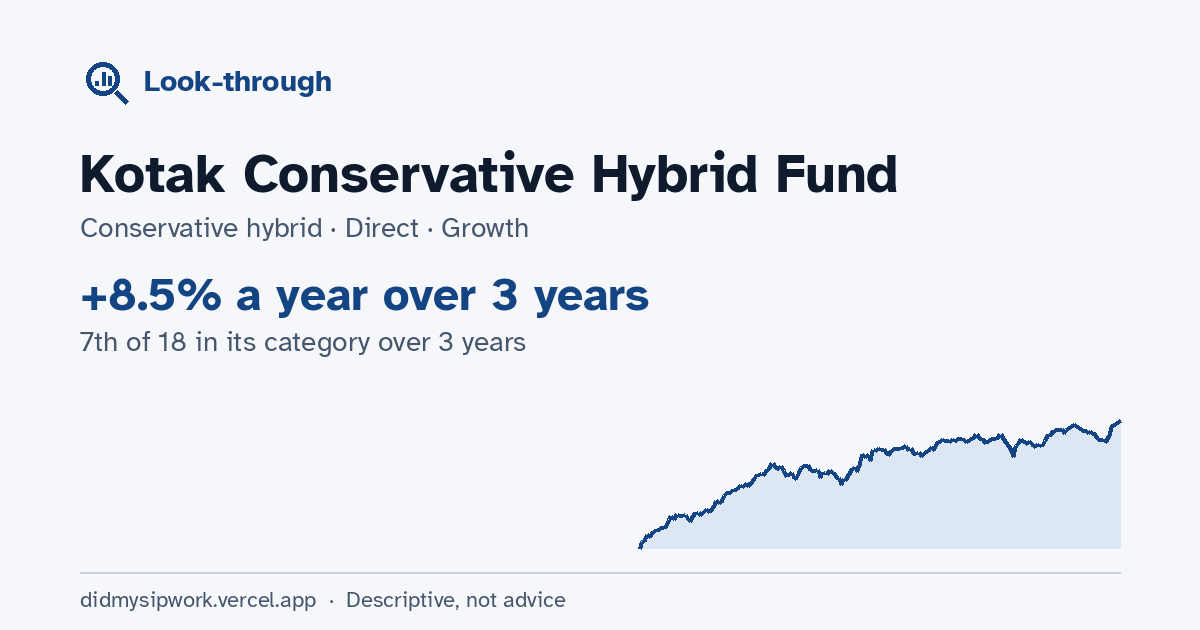 Look-through
Kotak Conservative Hybrid Fund
Conservative hybrid · Direct · Growth
+8.5% a year over 3 years
7th of 18 in its category over 3 years
didmysipwork.vercel.app · Descriptive, not advice